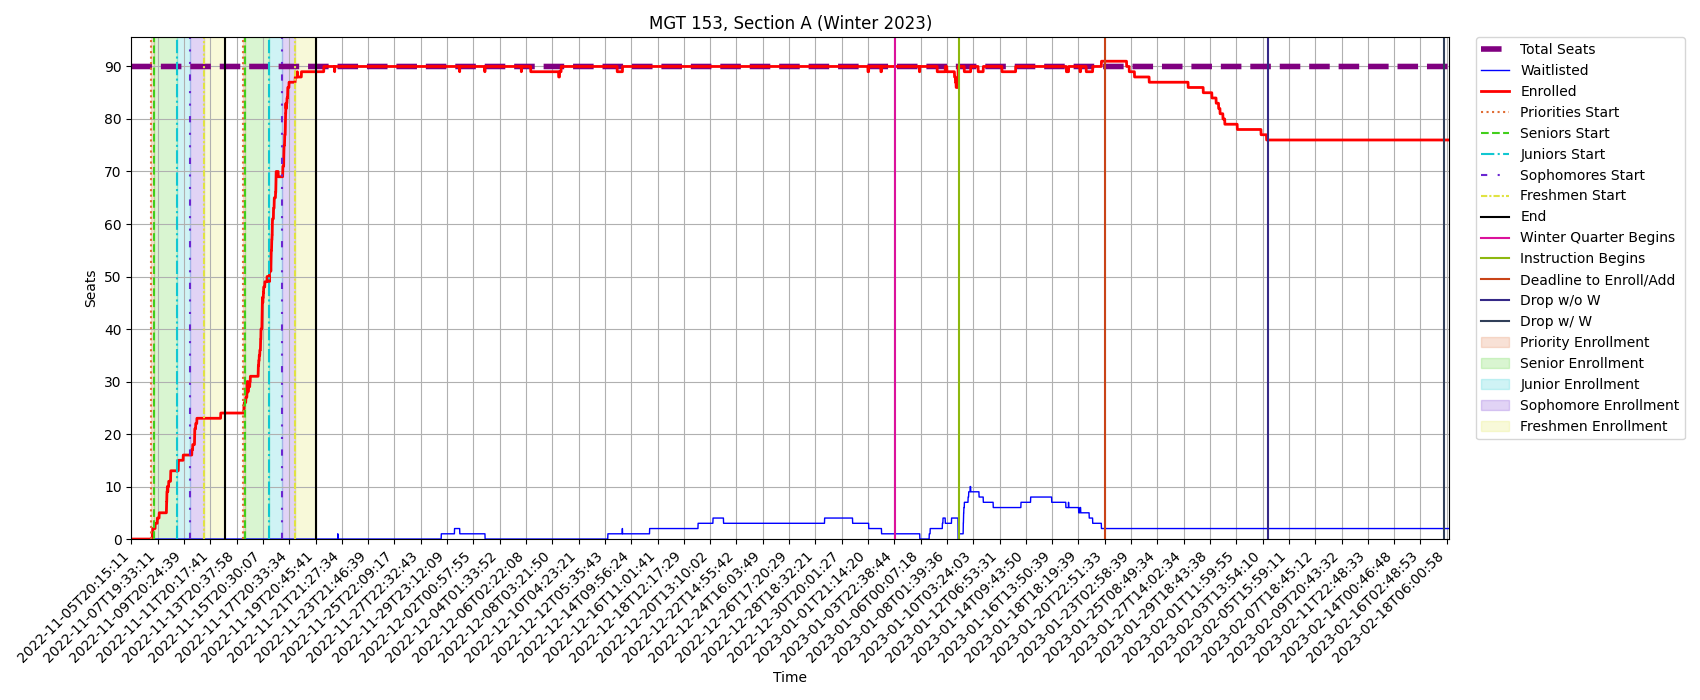 MGT 153, Section A (Winter 2023)
Seats
90
80
70
60
50
40
30
20
10
0
2022-11-05T20:15:11
2022-11-07T19:33:11
2022-11-09T20:24:39
2022-11-11T20:17:41
2022-11-13T20:37:58
2022-11-15T20:30:07
2022-11-17T20:33:34
2022-11-19T20:45:41
2022-11-21T21:27:34
2022-11-23T21:46:39
2022-11-25T22:09:17
2022-11-27T22:32:43
2022-11-29T23:12:09
2022-12-04T00:57:55
2022-12-04T01:33:52
2022-12-06T02:22:08
2022-12-08T03:21:50
2022-12-10T04:23:21
2022-12-12T05:35:43
2022-12-14T09:56:24
2022-12-16T11:01:41
2022-12-18T12:17:29
2022-12-20T13:10:02
2022-12-22T14:55:42
2022-12-24T16:03:49
2022-12-26T17:20:29
2022-12-28T18:32:21
2022-12-30T20:01:27
2023-01-01T21:14:20
2023-01-03T22:38:44
2023-01-06T00:07:18
2023-01-08T01:39:36
2023-01-10T03:24:03
2023-01-12T06:53:31
2023-01-14T09:43:50
2023-01-16T13:50:39
2023-01-18T18:19:39
2023-01-20T22:51:33
2023-01-23T02:58:39
2023-01-25T08:49:34
2023-01-27T14:02:34
2023-01-29T18:43:38
2023-02-01T11:59:55
2023-02-03T13:54:10
2023-02-05T15:59:11
2023-02-07T18:45:12
2023-02-09T20:43:32
2023-02-11T22:48:33
2023-02-14T00:46:48
2023-02-16T02:48:53
2023-02-18T06:00:58
Time
Total Seats
Waitlisted
Enrolled
Priorities Start
Seniors Start
Juniors Start
Sophomores Start
Freshmen Start
End
Winter Quarter Begins
Instruction Begins
Deadline to Enroll/Add
Drop w/o W
Drop w/ W
Priority Enrollment
Senior Enrollment
Junior Enrollment
Sophomore Enrollment
Freshmen Enrollment